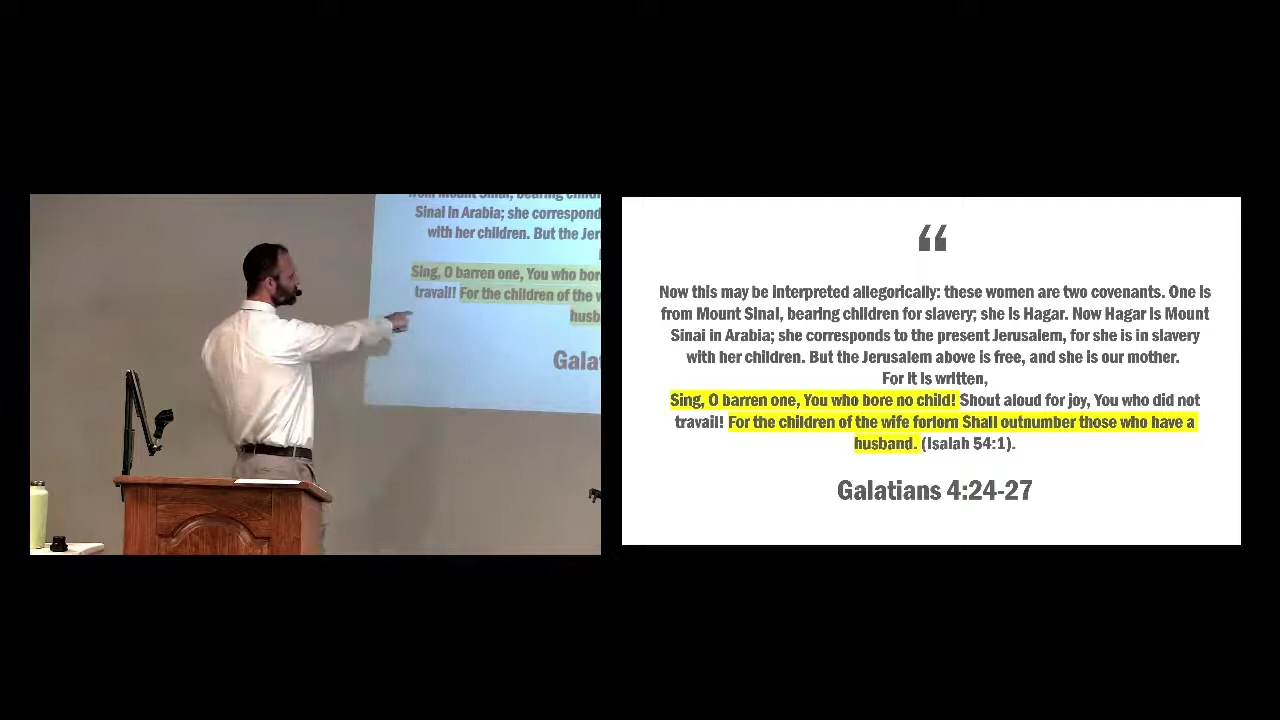 from Mount Sinai, bearing
Sinai in Arabia; she correspond
with her children. But the Jer
Sing, O barren one, You who bore
travail! For the children of the w
husb
Gala
“
Now this may be interpreted allegorically: these women are two covenants. One is
from Mount Sinai, bearing children for slavery; she is Hagar. Now Hagar is Mount
Sinai in Arabia; she corresponds to the present Jerusalem, for she is in slavery
with her children. But the Jerusalem above is free, and she is our mother.
For it is written,
Sing, O barren one, You who bore no child! Shout aloud for joy, You who did not
travail! For the children of the wife forlorn Shall outnumber those who have a
husband. (Isaiah 54:1).
Galatians 4:24-27